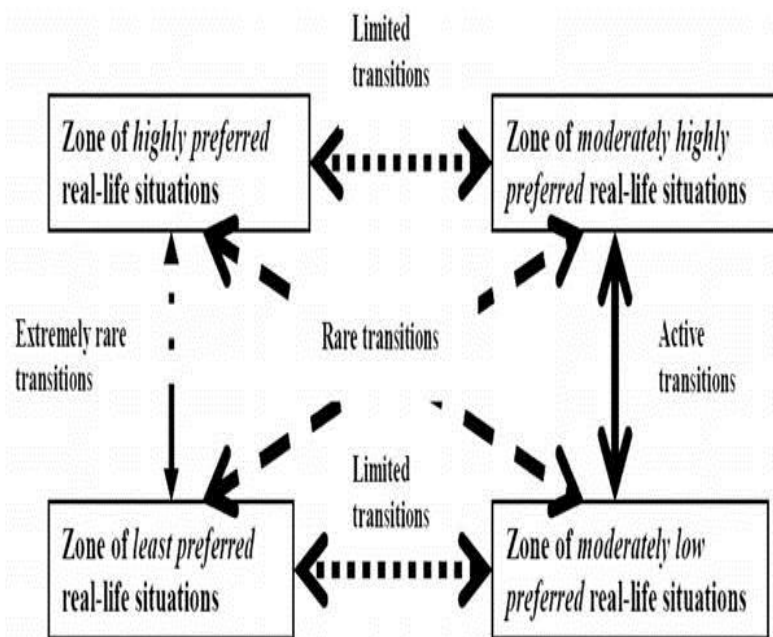 Limited
transitions
Zone of highly preferred
real-life situations
Zone of moderately highly
preferred real-life situations
Extremely rare
transitions
Rare transitions
Active
transitions
Limited
transitions
Zone of least preferred
real-life situations
Zone of moderately low
preferred real-life situations